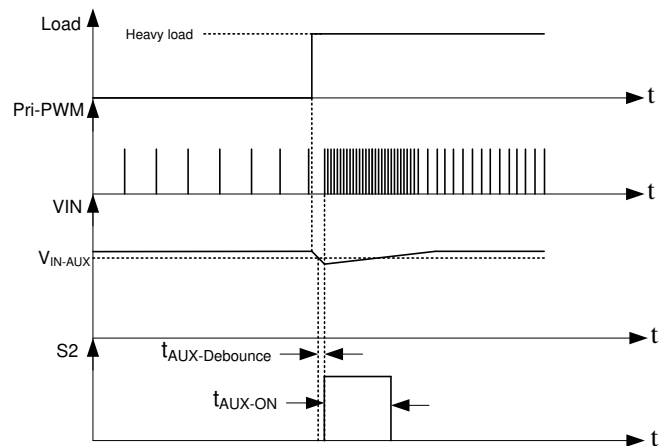 Load
Heavy load
t
Pri-PWM
t
VIN
VIN-AUX
t
S2
tAUX-Debounce
tAUX-ON
t